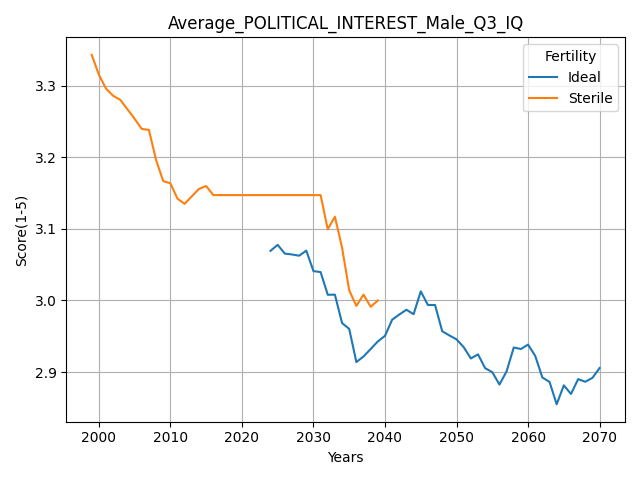 Average_POLITICAL_INTEREST_Male_Q3_IQ
Fertility
Ideal
Sterile
Score(1-5)
3.3
3.2
3.1
3.0
2.9
2000 2010 2020 2030 2040 2050 2060 2070
Years